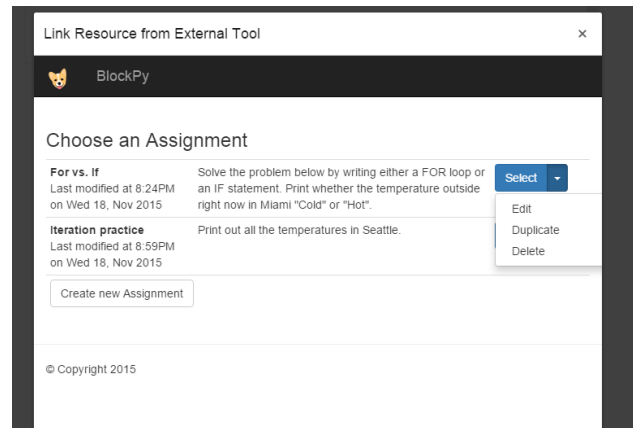 Link Resource from External Tool ×
BlockPy
Choose an Assignment
For vs. If
Last modified at 8:24PM
on Wed 18, Nov 2015
Solve the problem below by writing either a FOR loop or
an IF statement. Print whether the temperature outside
right now in Miami "Cold" or "Hot".
Select
Edit
Duplicate
Delete
Iteration practice
Last modified at 8:59PM
on Wed 18, Nov 2015
Print out all the temperatures in Seattle.
Create new Assignment
© Copyright 2015